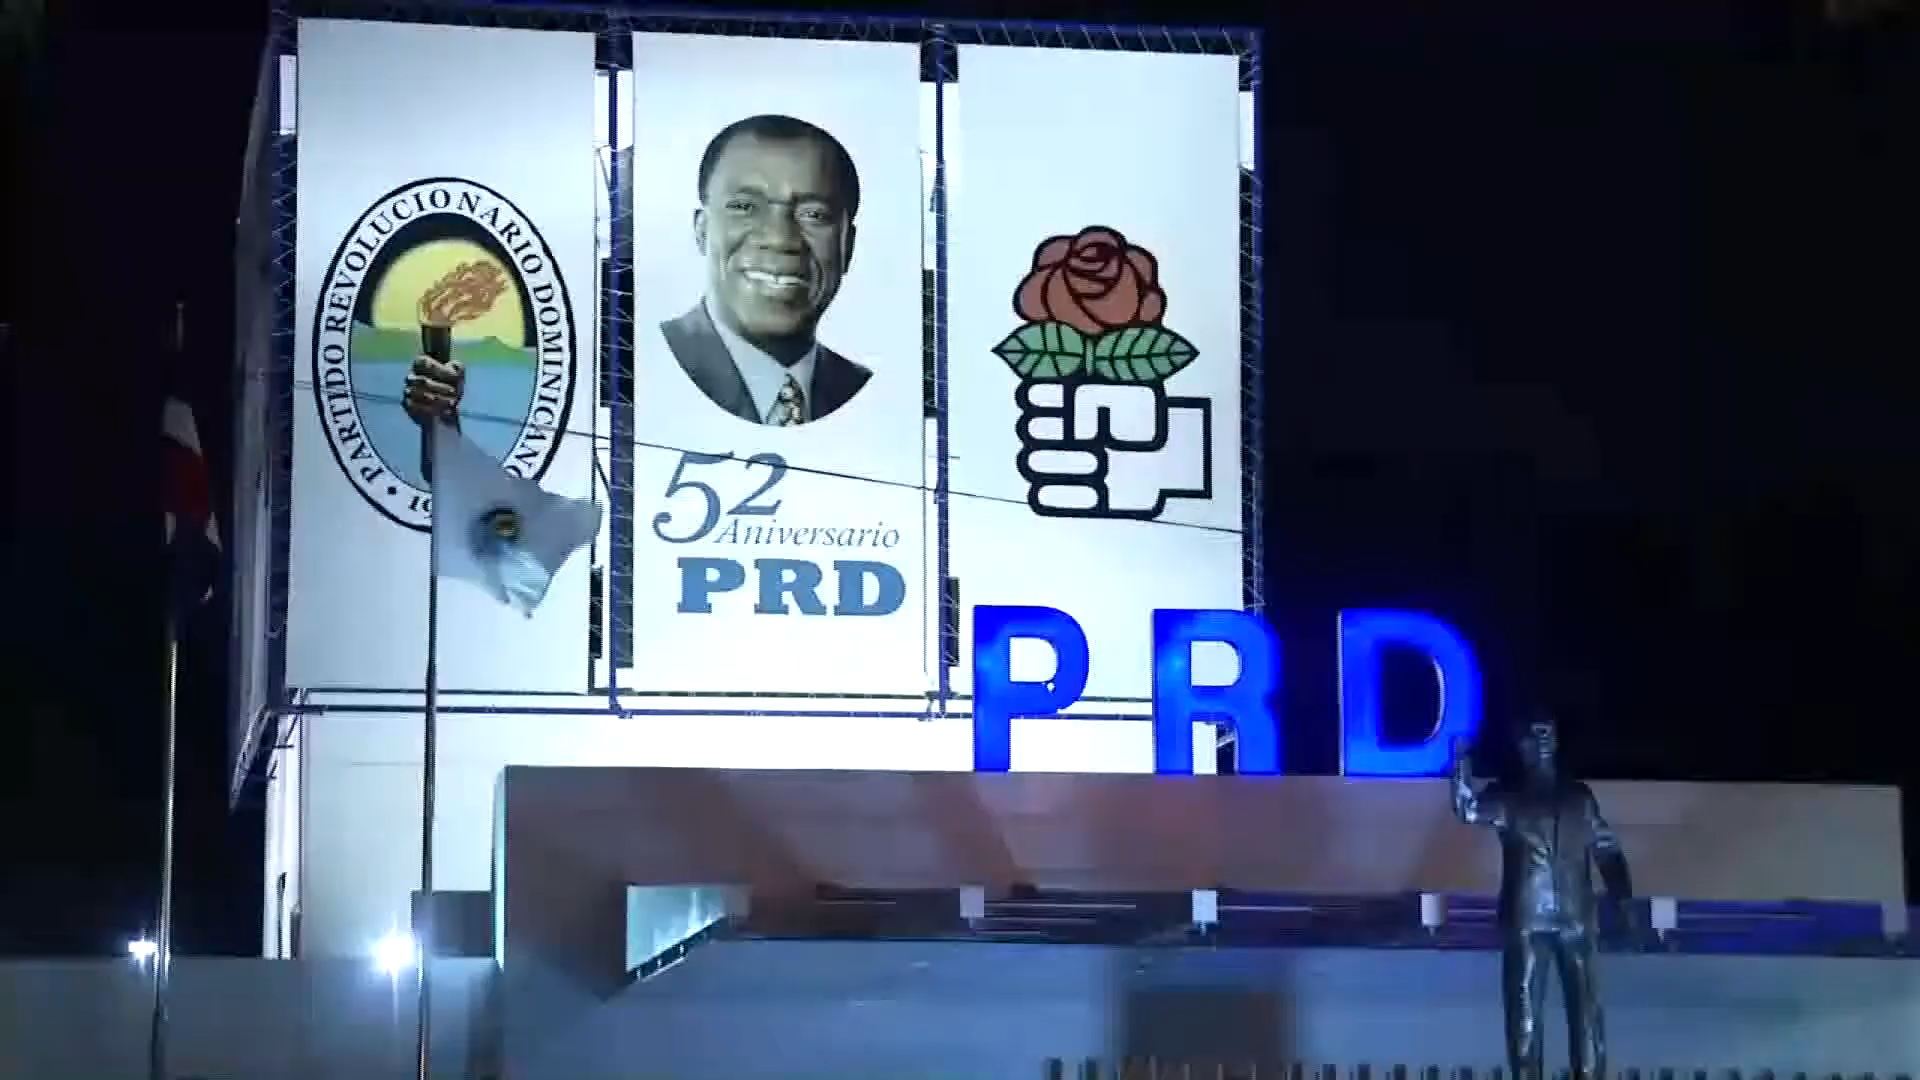 PARTIDO REVOLUCIONARIO DOMINICANO
52
Aniversario
PRD
PRD